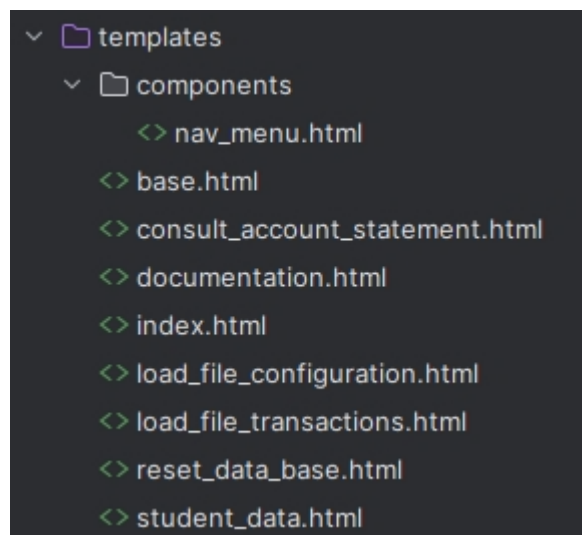 templates
components
<> nav_menu.html
<> base.html
<> consult_account_statement.html
<> documentation.html
<> index.html
<> load_file_configuration.html
<> load_file_transactions.html
<> reset_data_base.html
<> student_data.html